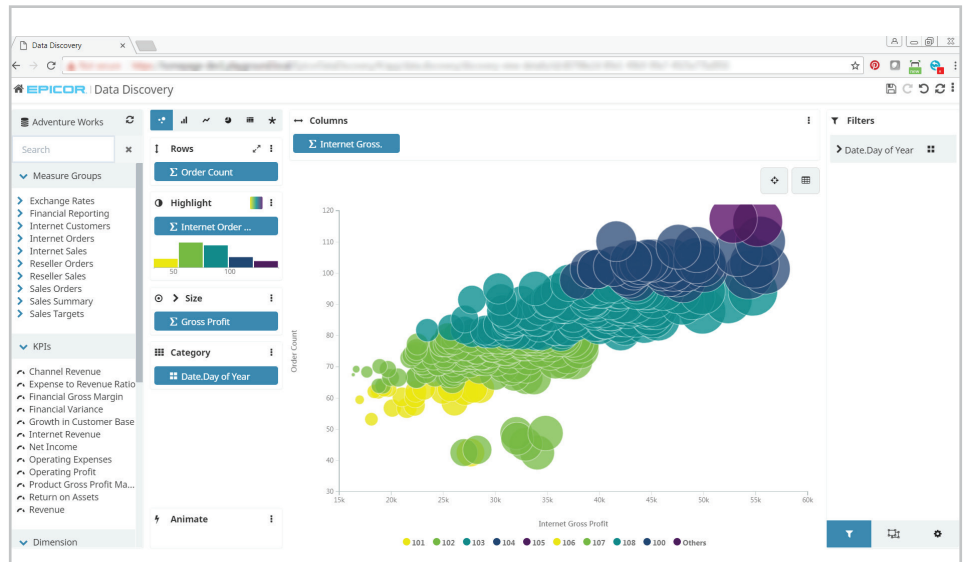 Data Discovery
EPICOR | Data Discovery
Adventure Works
Search
Measure Groups
Exchange Rates
Financial Reporting
Internet Customers
Internet Orders
Internet Sales
Reseller Orders
Reseller Sales
Sales Orders
Sales Summary
Sales Targets
KPIs
Channel Revenue
Expense to Revenue Ratio
Financial Gross Margin
Financial Variance
Growth in Customer Base
Internet Revenue
Net Income
Operating Expenses
Operating Profit
Product Gross Profit Ma...
Return on Assets
Revenue
Dimension
Rows
Σ Order Count
Highlight
Σ Internet Order ...
50 100
Size
Σ Gross Profit
Category
Date.Day of Year
Animate
Columns
Σ Internet Gross.
120
110
100
90
80
70
60
50
40
30
Order Count
15k 20k 25k 30k 35k 40k 45k 50k 55k 60k
Internet Gross Profit
101 102 103 104 105 106 107 108 100 Others
Filters
Date.Day of Year